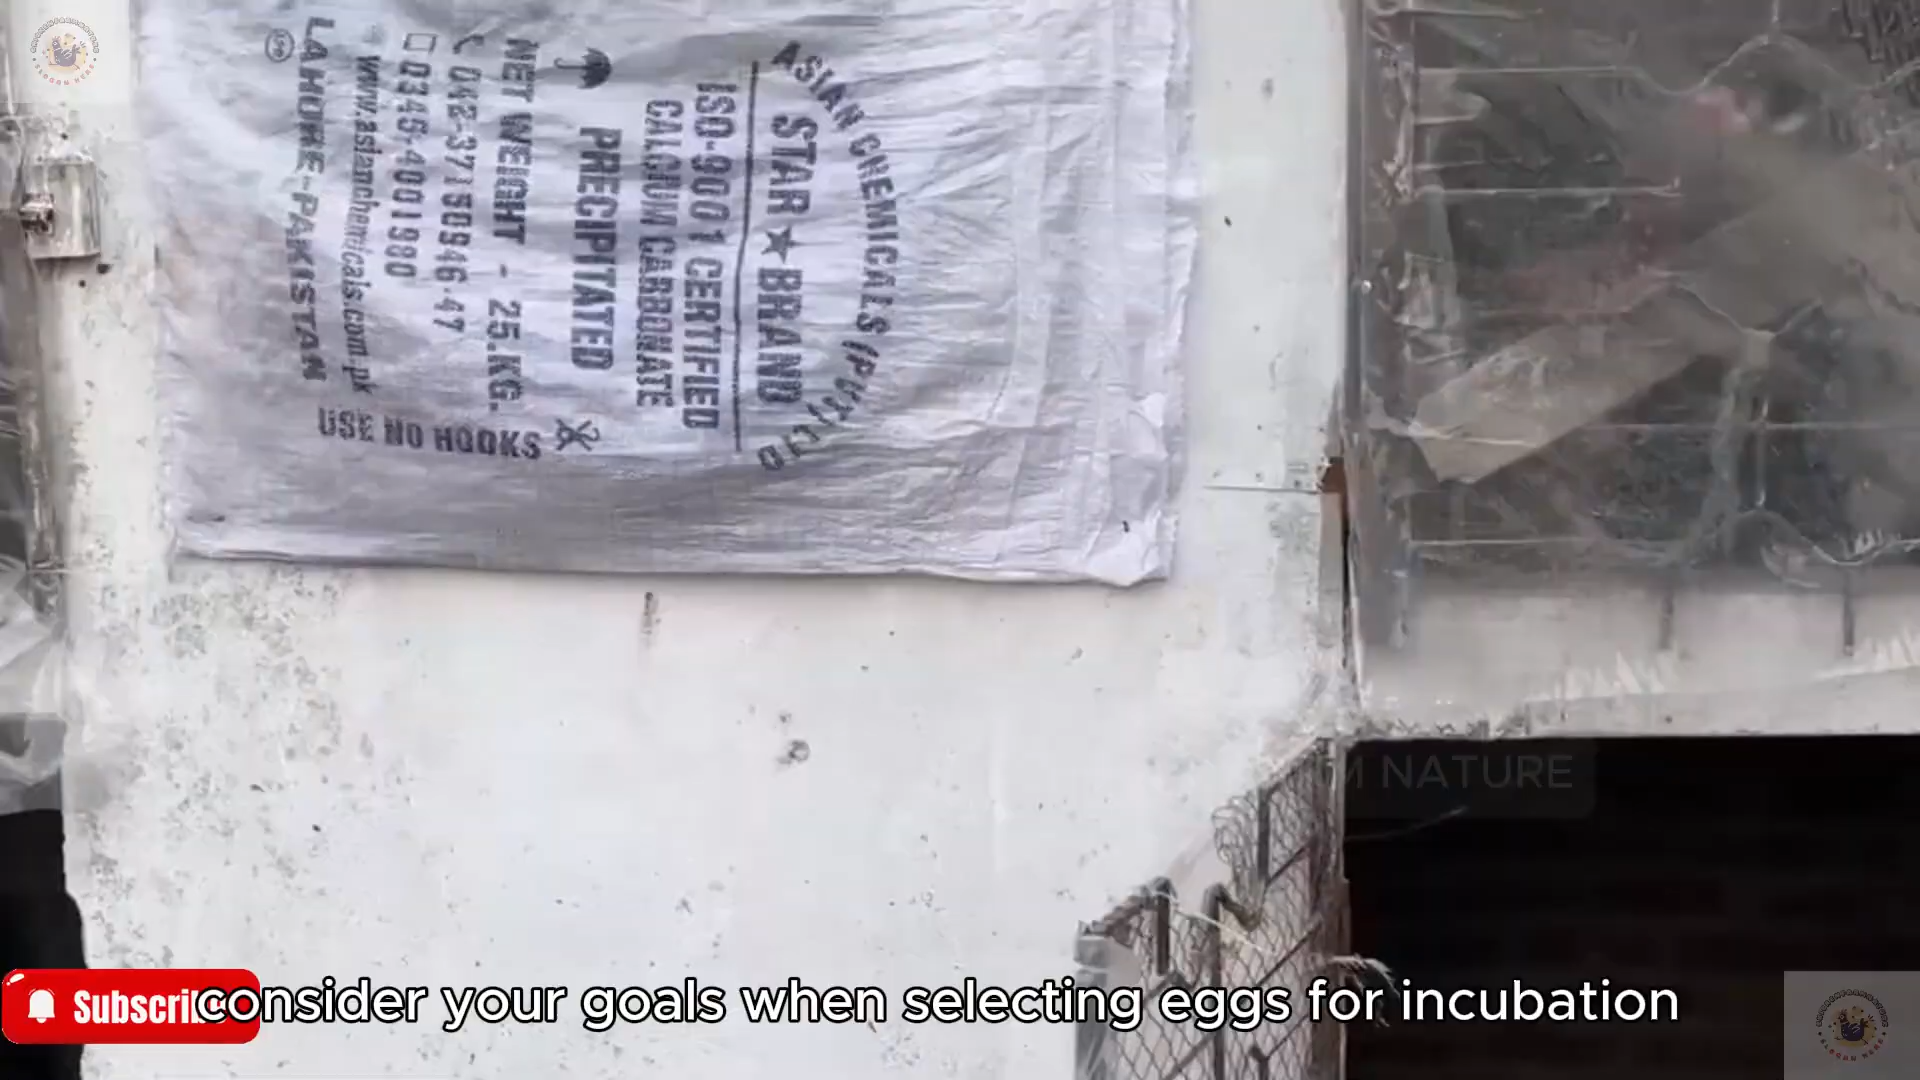 ASIAN CHEMICALS (PVT) LTD
STAR ★ BRAND
ISO-9001 CERTIFIED
CALCIUM CARBONATE
PRECIPITATED
NET WEIGHT - 25.KG.
042-37150946-47
0345-4001980
www.asianchemicals.com.pk
LAHORE-PAKISTAN
USE NO HOOKS
NATURE
Subscribe
consider your goals when selecting eggs for incubation